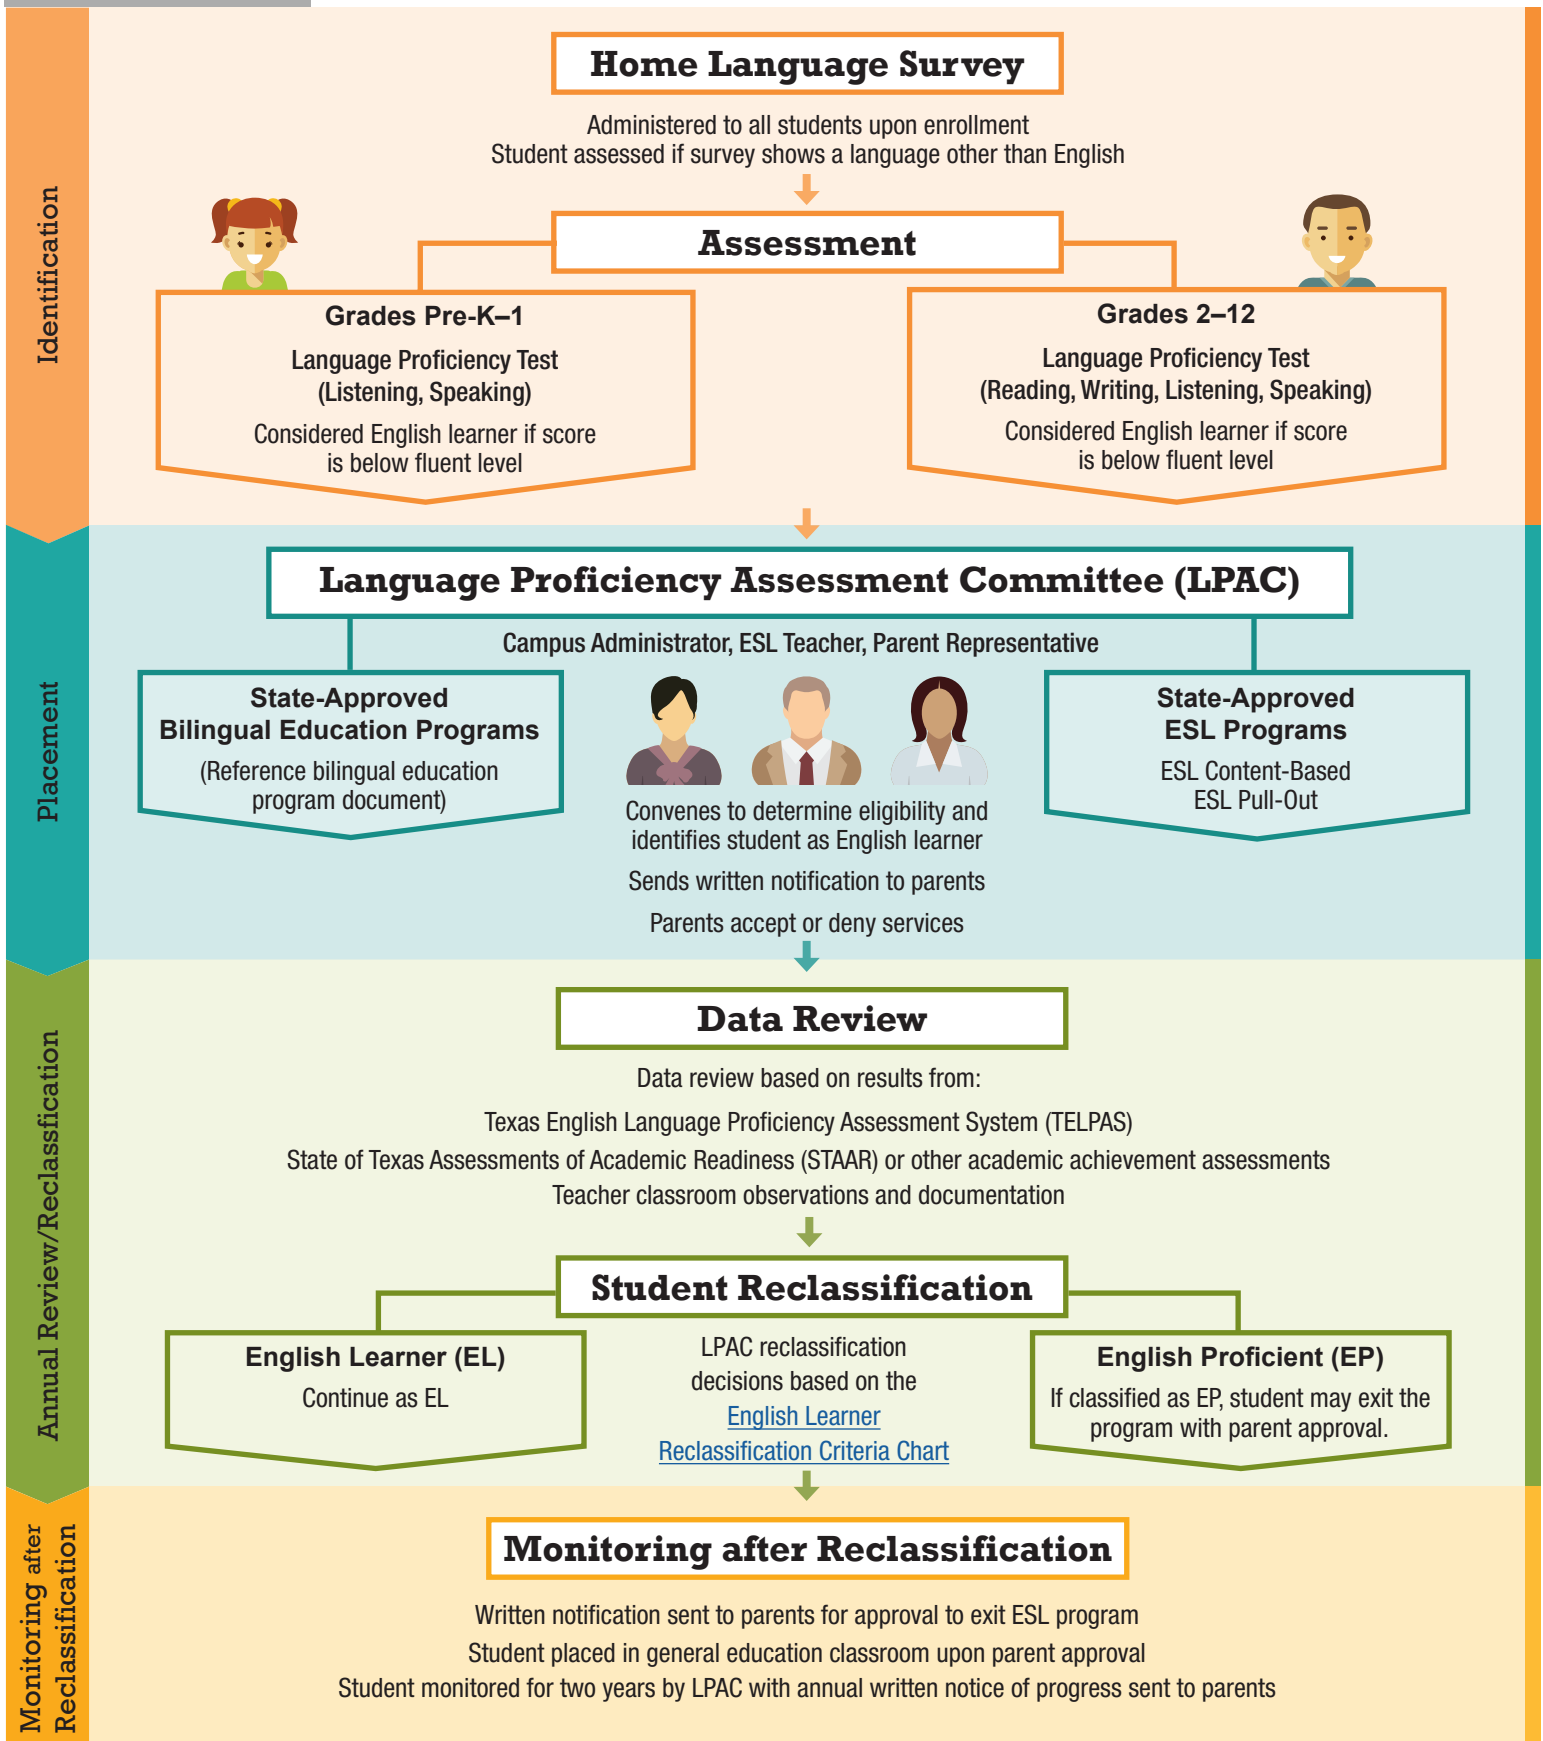 Identification
Home Language Survey
Administered to all students upon enrollment
Student assessed if survey shows a language other than English
Assessment
Grades Pre-K–1
Language Proficiency Test
(Listening, Speaking)
Considered English learner if score
is below fluent level
Grades 2–12
Language Proficiency Test
(Reading, Writing, Listening, Speaking)
Considered English learner if score
is below fluent level
Placement
Language Proficiency Assessment Committee (LPAC)
Campus Administrator, ESL Teacher, Parent Representative
State-Approved
Bilingual Education Programs
(Reference bilingual education
program document)
Convenes to determine eligibility and
identifies student as English learner
Sends written notification to parents
Parents accept or deny services
State-Approved
ESL Programs
ESL Content-Based
ESL Pull-Out
Annual Review/Reclassfication
Data Review
Data review based on results from:
Texas English Language Proficiency Assessment System (TELPAS)
State of Texas Assessments of Academic Readiness (STAAR) or other academic achievement assessments
Teacher classroom observations and documentation
Student Reclassification
English Learner (EL)
Continue as EL
LPAC reclassification
decisions based on the
English Learner
Reclassification Criteria Chart
English Proficient (EP)
If classified as EP, student may exit the
program with parent approval.
Monitoring after
Reclassification
Monitoring after Reclassification
Written notification sent to parents for approval to exit ESL program
Student placed in general education classroom upon parent approval
Student monitored for two years by LPAC with annual written notice of progress sent to parents